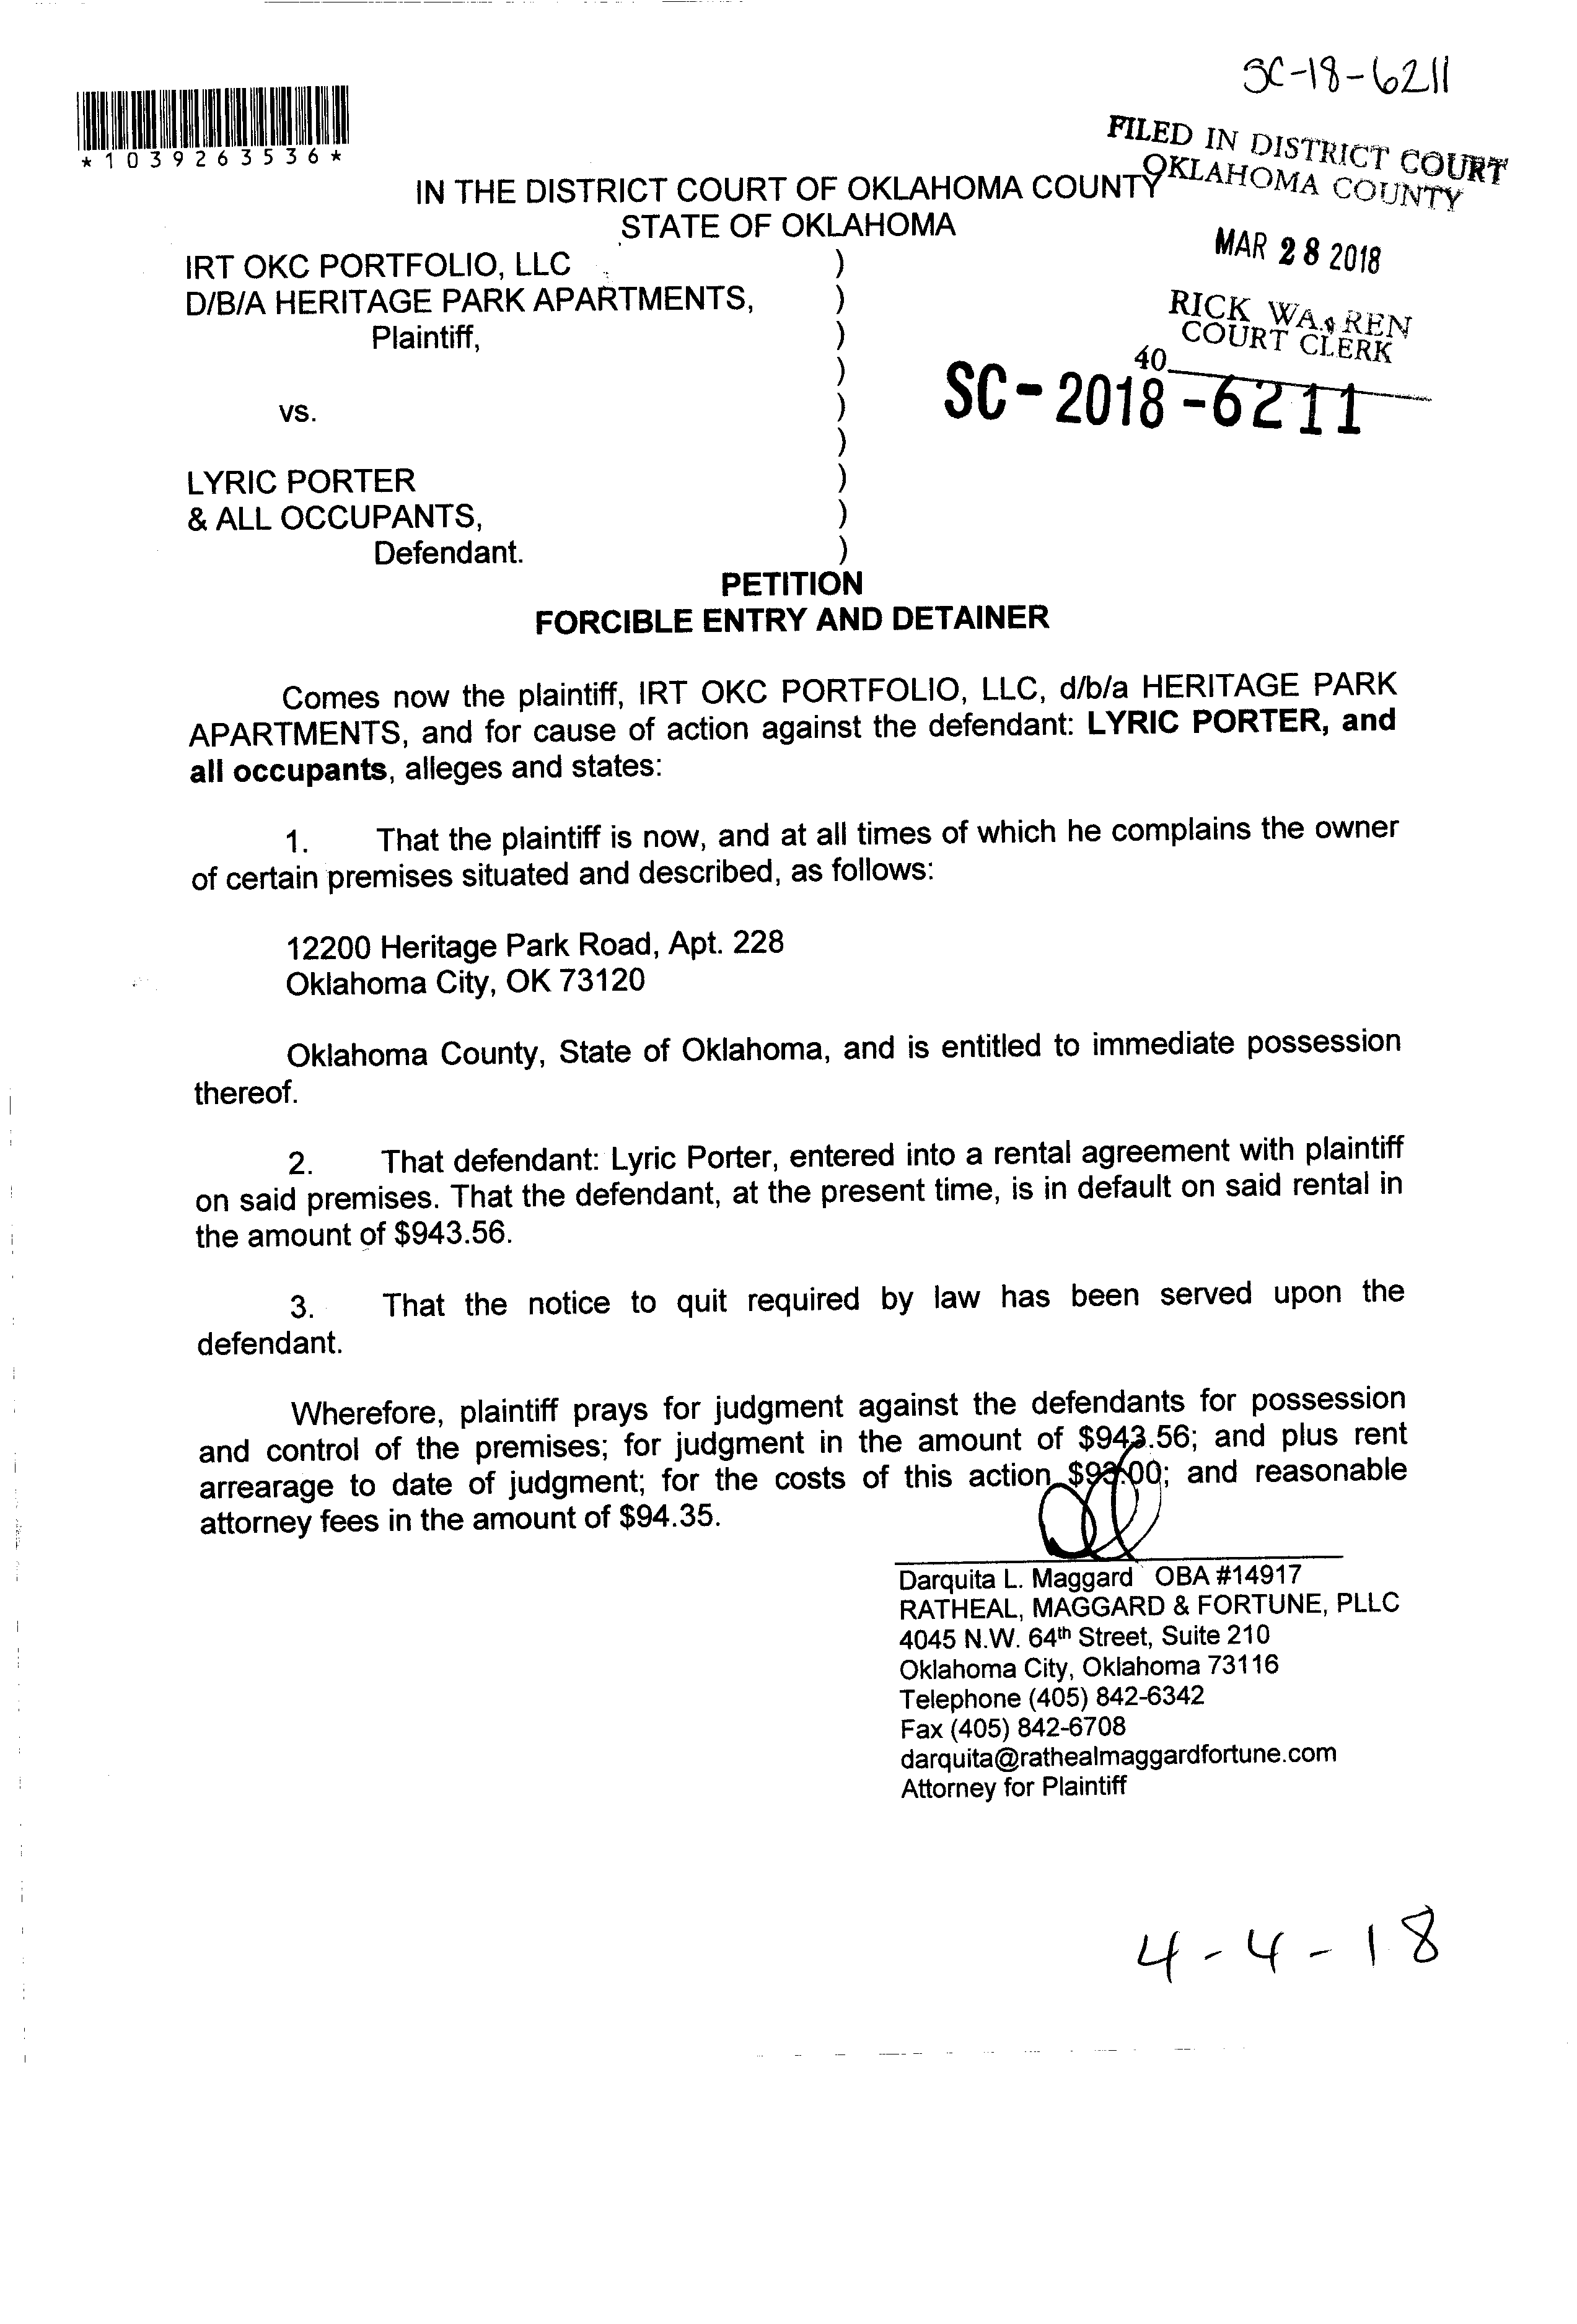 SC-18-6211
*1039263536*
FILED IN DISTRICT COURT
OKLAHOMA COUNTY
IN THE DISTRICT COURT OF OKLAHOMA COUNTY
STATE OF OKLAHOMA
MAR 28 2018
IRT OKC PORTFOLIO, LLC )
D/B/A HERITAGE PARK APARTMENTS, )
Plaintiff, )
)
vs. )
)
LYRIC PORTER )
& ALL OCCUPANTS, )
Defendant. )
RICK WARREN
COURT CLERK
40
SC-2018-6211
PETITION
FORCIBLE ENTRY AND DETAINER
Comes now the plaintiff, IRT OKC PORTFOLIO, LLC, d/b/a HERITAGE PARK
APARTMENTS, and for cause of action against the defendant: LYRIC PORTER, and
all occupants, alleges and states:
1. That the plaintiff is now, and at all times of which he complains the owner
of certain premises situated and described, as follows:
12200 Heritage Park Road, Apt. 228
Oklahoma City, OK 73120
Oklahoma County, State of Oklahoma, and is entitled to immediate possession
thereof.
2. That defendant: Lyric Porter, entered into a rental agreement with plaintiff
on said premises. That the defendant, at the present time, is in default on said rental in
the amount of $943.56.
3. That the notice to quit required by law has been served upon the
defendant.
Wherefore, plaintiff prays for judgment against the defendants for possession
and control of the premises; for judgment in the amount of $943.56; and plus rent
arrearage to date of judgment; for the costs of this action and reasonable
attorney fees in the amount of $94.35.
Darquita L. Maggard OBA #14917
RATHEAL, MAGGARD & FORTUNE, PLLC
4045 N.W. 64th Street, Suite 210
Oklahoma City, Oklahoma 73116
Telephone (405) 842-6342
Fax (405) 842-6708
darquita@rathealmaggardfortune.com
Attorney for Plaintiff
4-4-18